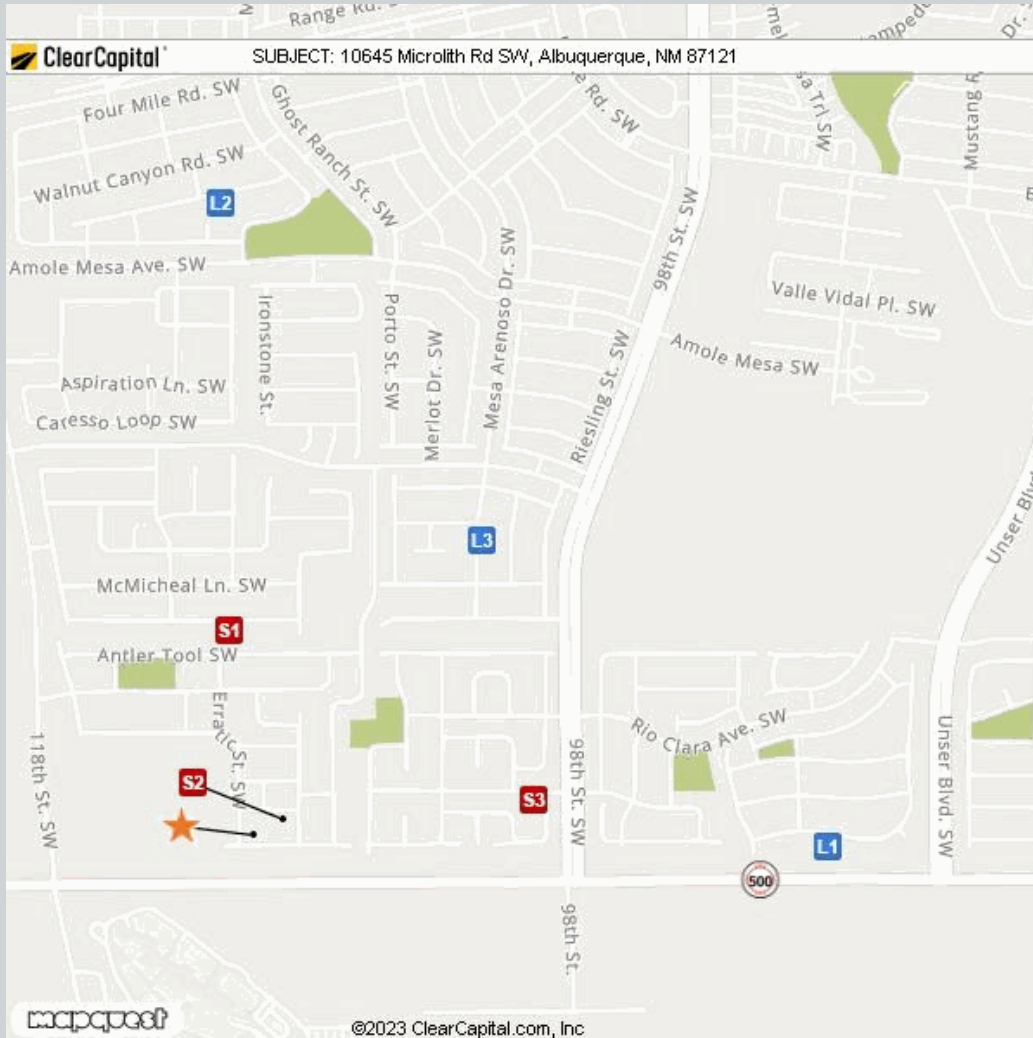 Range Rd.
ClearCapital
SUBJECT: 10645 Microlith Rd SW, Albuquerque, NM 87121
Four Mile Rd. SW
Ghost Ranch St. SW
e Rd. SW
sa Trl SW
Mustang R
Walnut Canyon Rd. SW
L2
98th St. SW
Amole Mesa Ave. SW
Mesa Arenoso Dr. SW
Valle Vidal Pl. SW
Ironstone St.
Porto St. SW
Merlot Dr. SW
Riesling St. SW
Amole Mesa SW
Aspiration Ln. SW
Caresso Loop SW
Unser Blvd
L3
McMicheal Ln. SW
S1
Antler Tool SW
Erratic St. SW
Rio Clara Ave. SW
118th St. SW
98th St. SW
Unser Blvd. SW
S2
S3
L1
500
98th St.
mapquest
©2023 ClearCapital.com, Inc